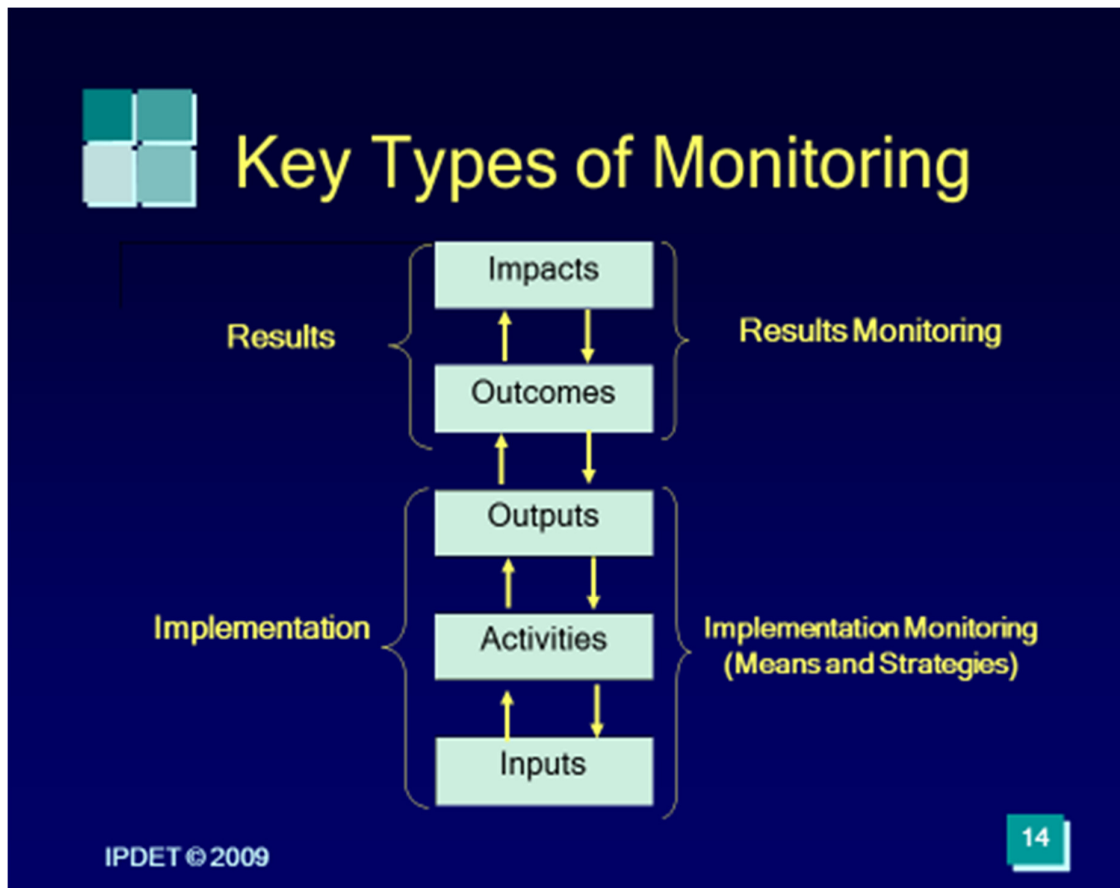 Key Types of Monitoring
Impacts
Results
Results Monitoring
Outcomes
Outputs
Implementation
Activities
Implementation Monitoring
(Means and Strategies)
Inputs
IPDET © 2009
14